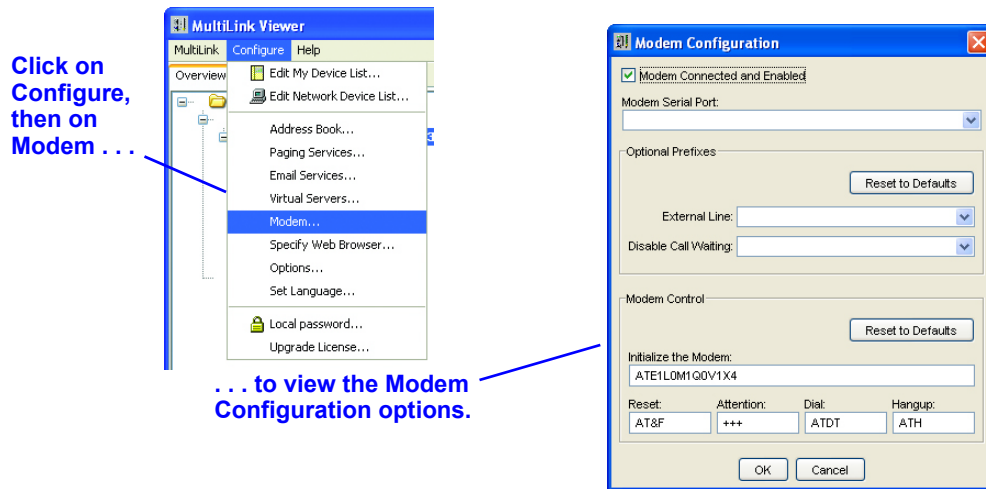 Click on
Configure,
then on
Modem . . .
MultiLink Viewer
MultiLink Configure Help
Overview
Edit My Device List...
Edit Network Device List...
Address Book...
Paging Services...
Email Services...
Virtual Servers...
Modem...
Specify Web Browser...
Options...
Set Language...
Local password...
Upgrade License...
. . . to view the Modem
Configuration options.
Modem Configuration
Modem Connected and Enabled
Modem Serial Port:
Optional Prefixes
Reset to Defaults
External Line:
Disable Call Waiting:
Modem Control
Reset to Defaults
Initialize the Modem:
ATE1L0M1Q0V1X4
Reset: Attention: Dial: Hangup:
AT&F +++ ATDT ATH
OK Cancel